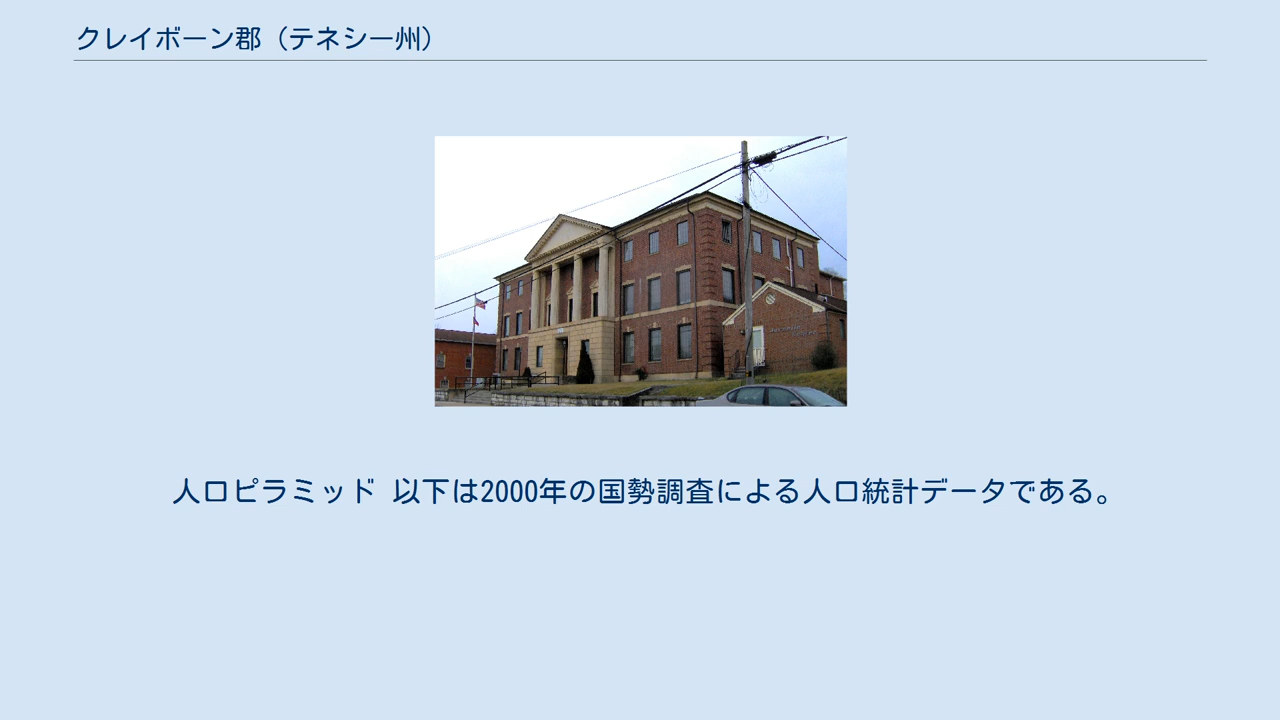 クレイボーン郡（テネシー州）
人口ピラミッド 以下は2000年の国勢調査による人口統計データである。